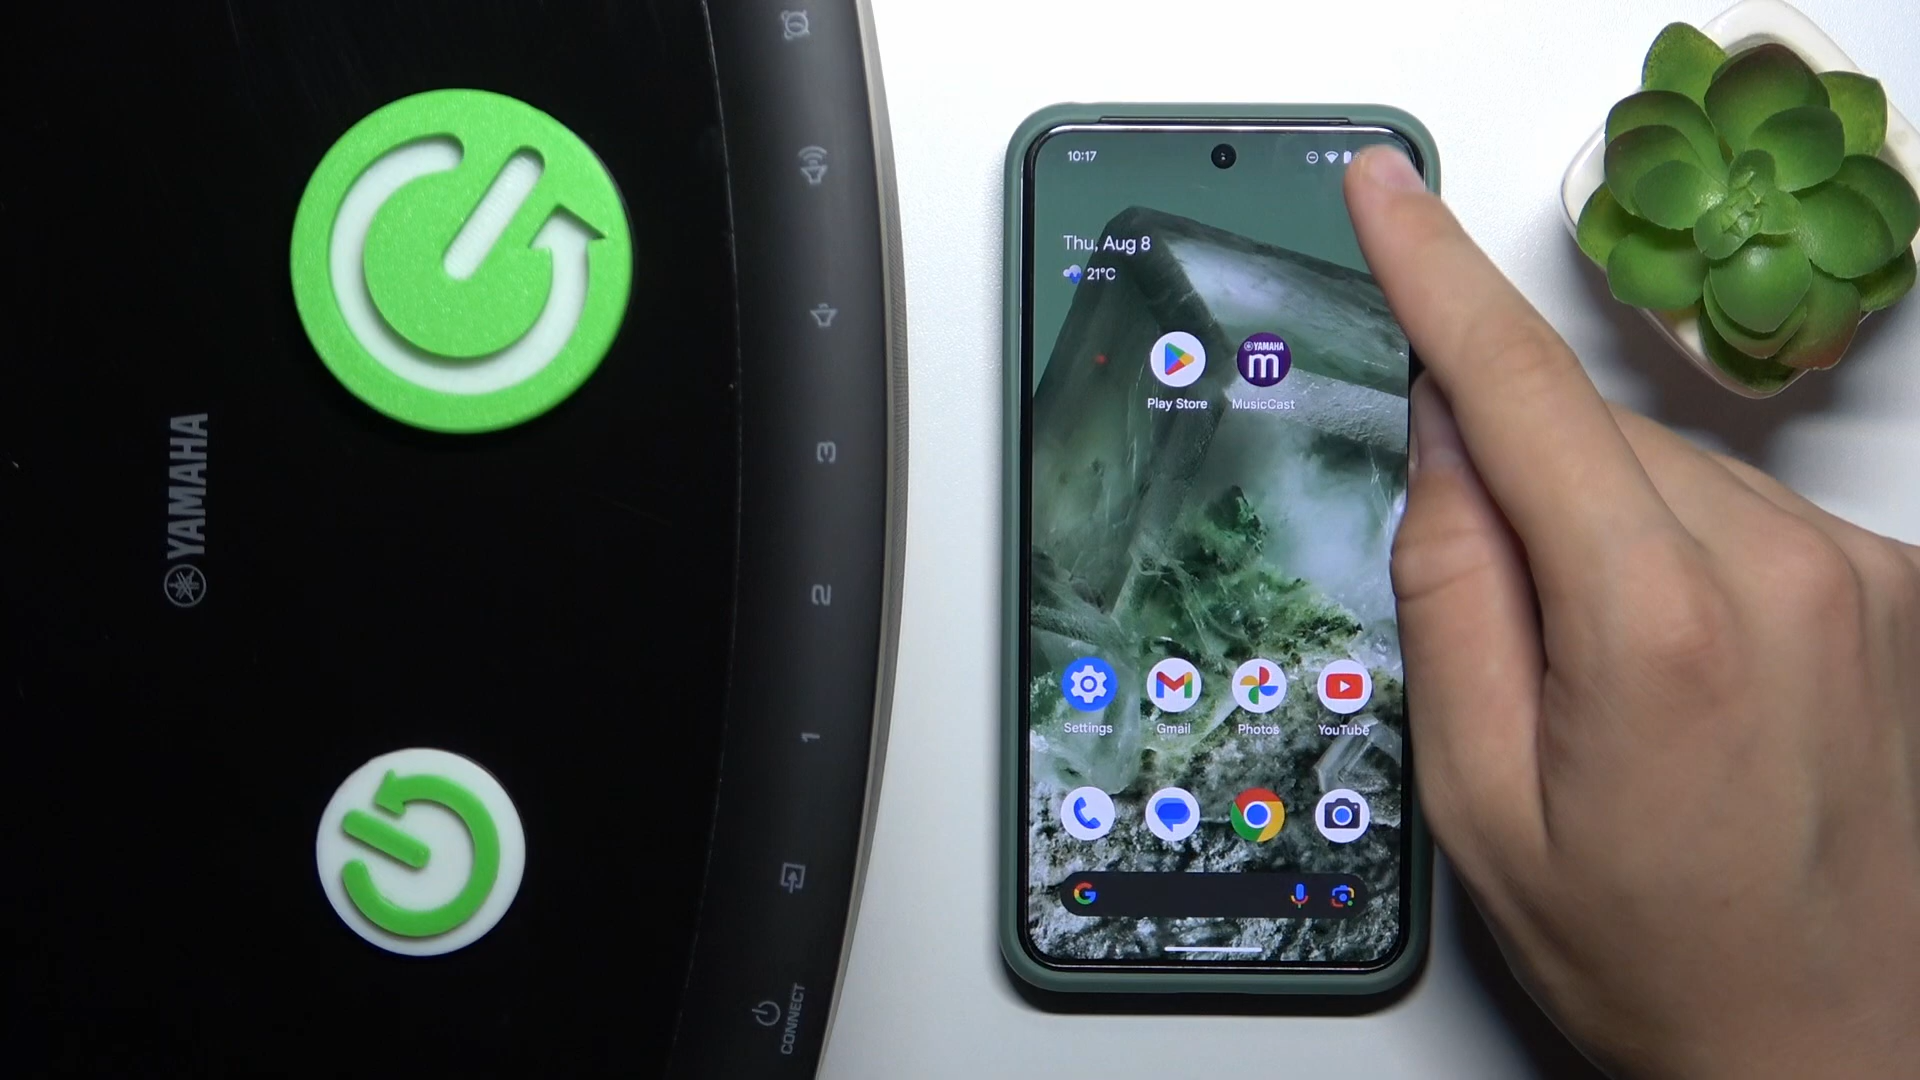 YAMAHA
3
2
1
CONNECT
10:17
Thu, Aug 8
21°C
YAMAHA
m
Play Store
MusicCast
Settings
Gmail
Photos
YouTube
G